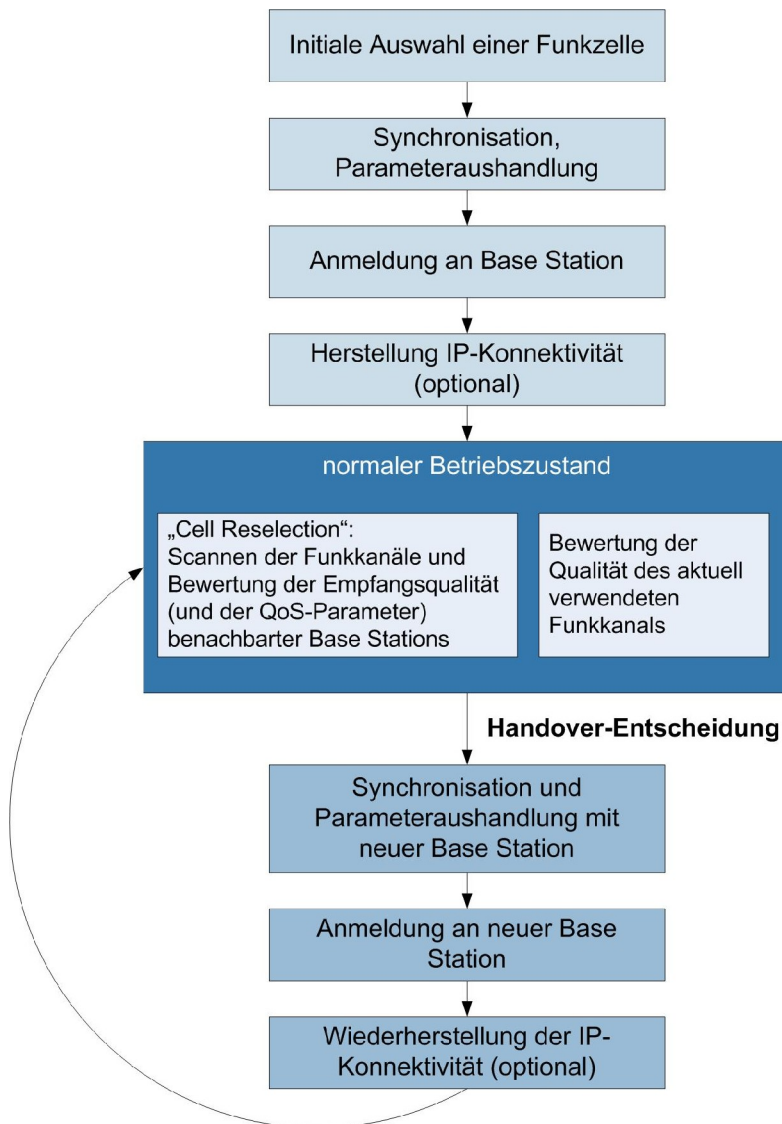 Initiale Auswahl einer Funkzelle
Synchronisation,
Parameteraushandlung
Anmeldung an Base Station
Herstellung IP-Konnektivität
(optional)
normaler Betriebszustand
„Cell Reselection“:
Scannen der Funkkanäle und
Bewertung der Empfangsqualität
(und der QoS-Parameter)
benachbarter Base Stations
Bewertung der
Qualität des aktuell
verwendeten
Funkkanals
Handover-Entscheidung
Synchronisation und
Parameteraushandlung mit
neuer Base Station
Anmeldung an neuer Base
Station
Wiederherstellung der IP-
Konnektivität (optional)